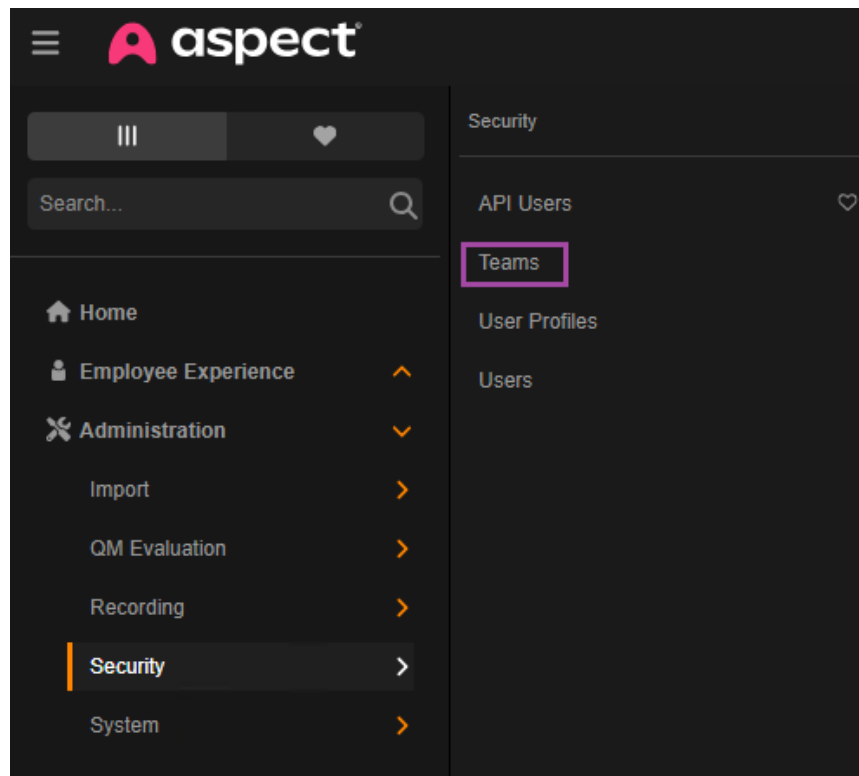 aspect
Search...
Home
Employee Experience
Administration
Import
QM Evaluation
Recording
Security
System
Security
API Users
Teams
User Profiles
Users